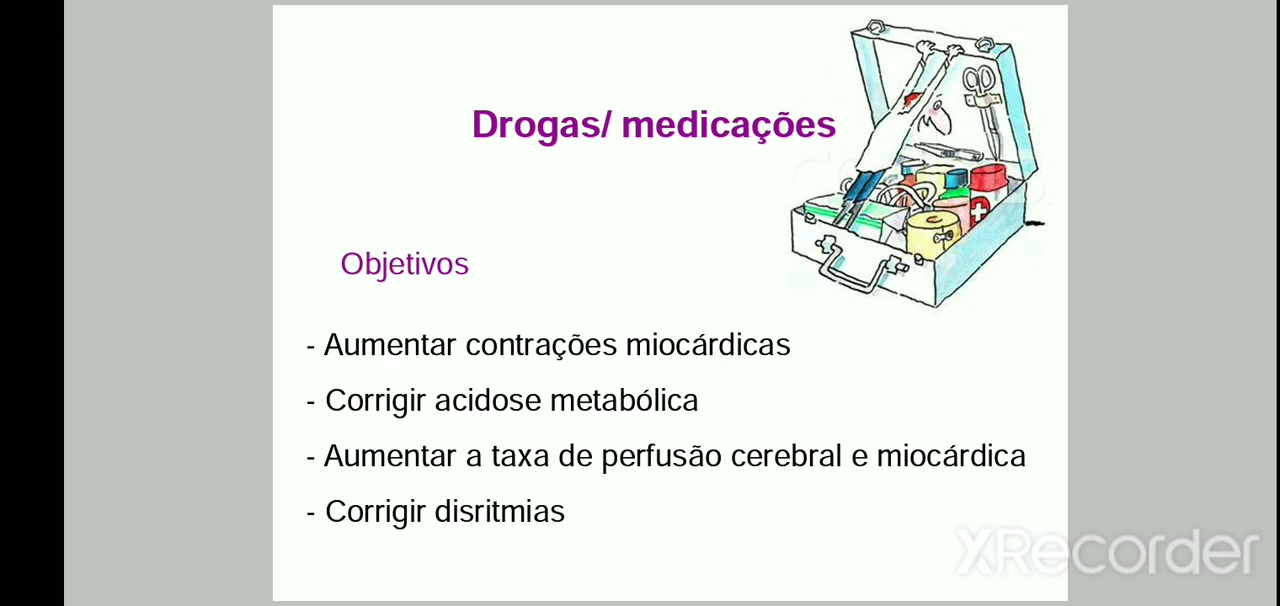 Drogas/ medicações
Objetivos
- Aumentar contrações miocárdicas
- Corrigir acidose metabólica
- Aumentar a taxa de perfusão cerebral e miocárdica
- Corrigir disritmias
XRecorder